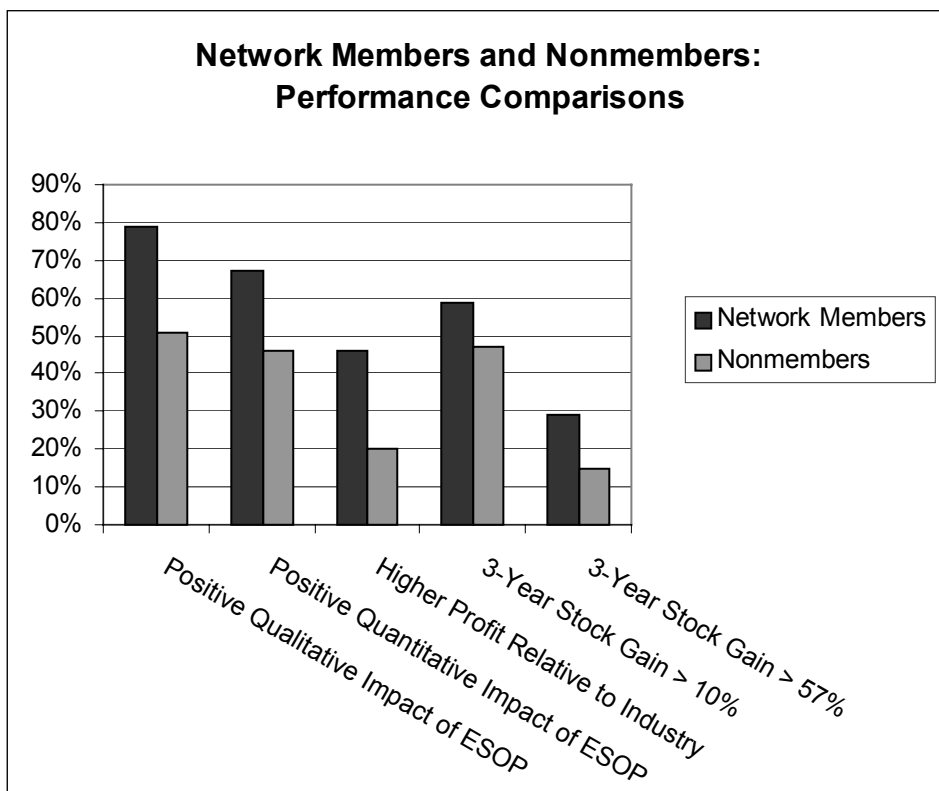 Network Members and Nonmembers:
Performance Comparisons
90%
80%
70%
60%
50%
40%
30%
20%
10%
0%
Positive Qualitative Impact of ESOP
Positive Quantitative Impact of ESOP
Higher Profit Relative to Industry
3-Year Stock Gain > 10%
3-Year Stock Gain > 57%
Network Members
Nonmembers